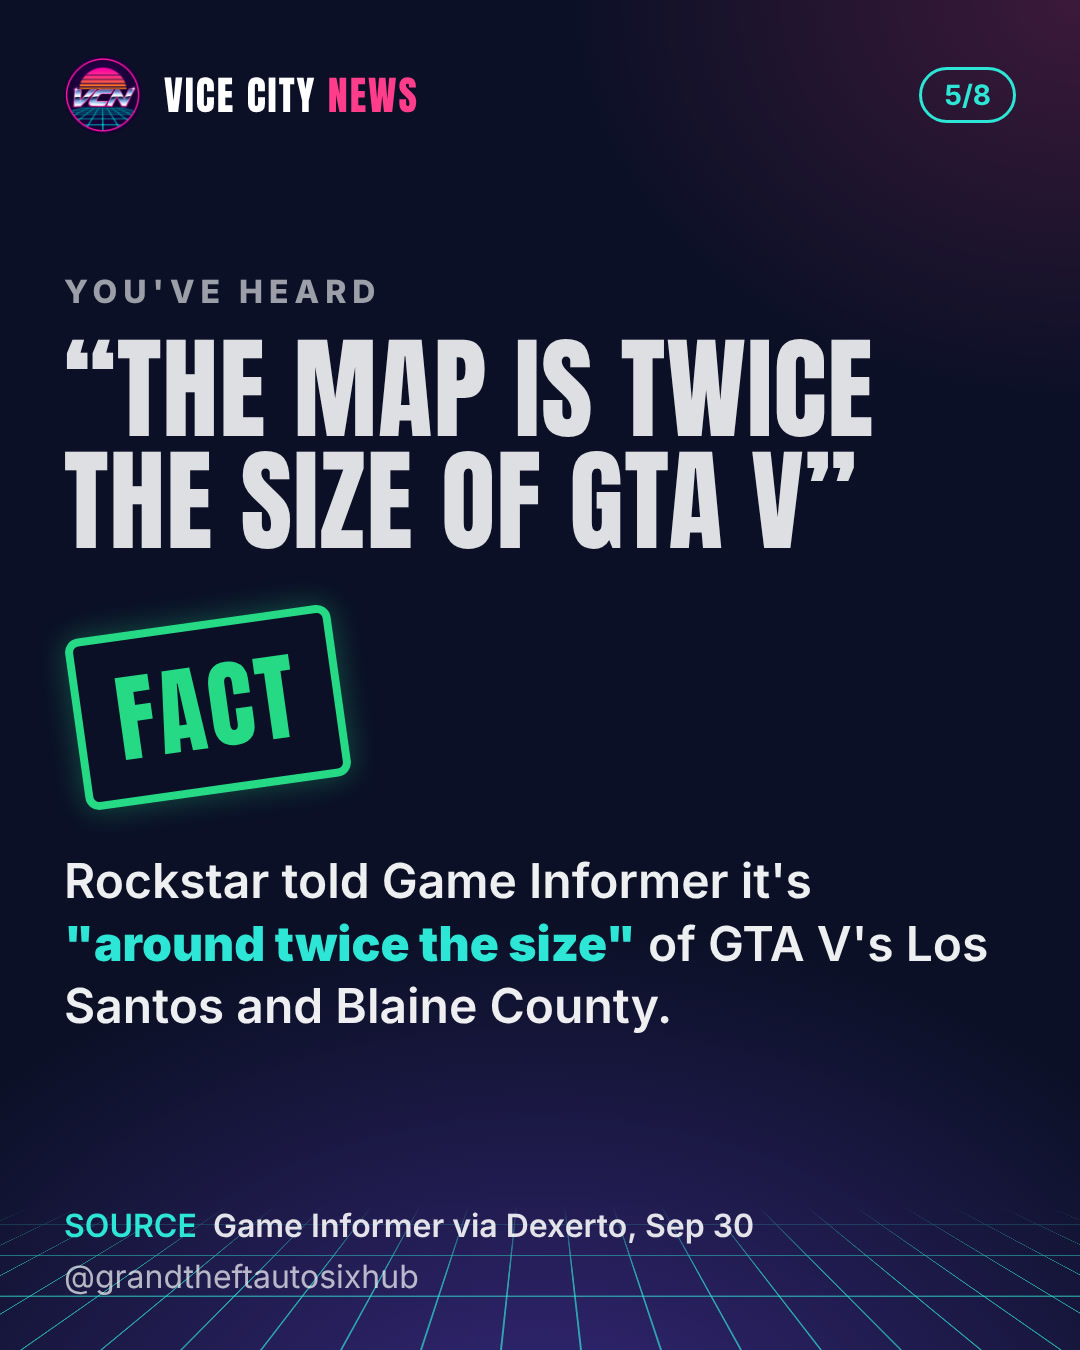 VCN
VICE CITY NEWS
5/8
YOU'VE HEARD
“THE MAP IS TWICE
THE SIZE OF GTA V”
FACT
Rockstar told Game Informer it's
"around twice the size" of GTA V's Los
Santos and Blaine County.
SOURCE Game Informer via Dexerto, Sep 30
@grandtheftautosixhub